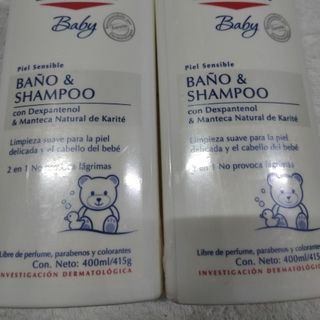 Baby
Piel Sensible
BAÑO &
SHAMPOO
con Dexpantenol
& Manteca Natural de Karité
Limpieza suave para la piel
delicada y el cabello del bebé
2 en 1 No provoca lágrimas
Libre de perfume, parabenos y colorantes
Con. Neto: 400ml/415g
INVESTIGACIÓN DERMATOLÓGICA
Baby
Piel Sensible
BAÑO &
SHAMPOO
con Dexpantenol
& Manteca Natural de Karité
Limpieza suave para la piel
delicada y el cabello del bebé
2 en 1 No provoca lágrimas
Libre de perfume, parabenos y colorantes
Con. Neto: 400ml/415g
INVESTIGACIÓN DERMATOLÓGICA